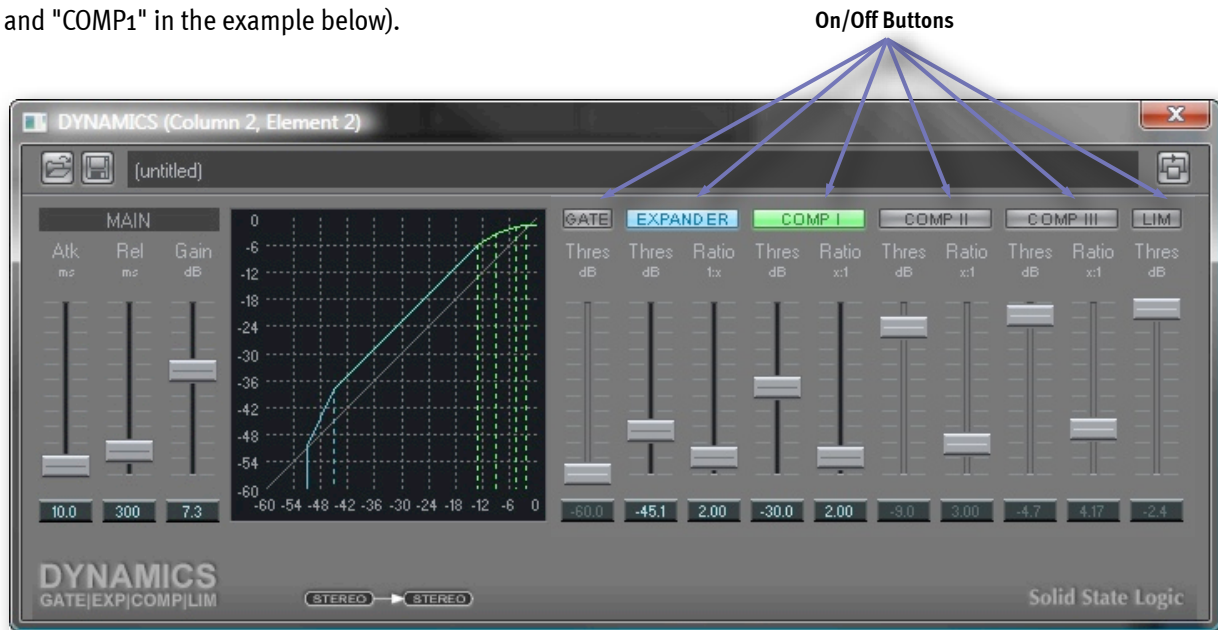 and "COMP1" in the example below).
On/Off Buttons
DYNAMICS (Column 2, Element 2)
(untitled)
MAIN
GATE EXPANDER COMP I COMP II COMP III LIM
Atk Rel Gain
ms ms dB
Thres Thres Ratio Thres Ratio Thres Ratio Thres Ratio Thres
dB dB 1:x dB x:1 dB x:1 dB x:1 dB
0
-6
-12
-18
-24
-30
-36
-42
-48
-54
-60
-60 -54 -48 -42 -36 -30 -24 -18 -12 -6 0
10.0 300 7.3
-60.0 -45.1 2.00 -30.0 2.00 -9.0 3.00 -4.7 4.17 -2.4
DYNAMICS
GATE|EXP|COMP|LIM
STEREO STEREO
Solid State Logic